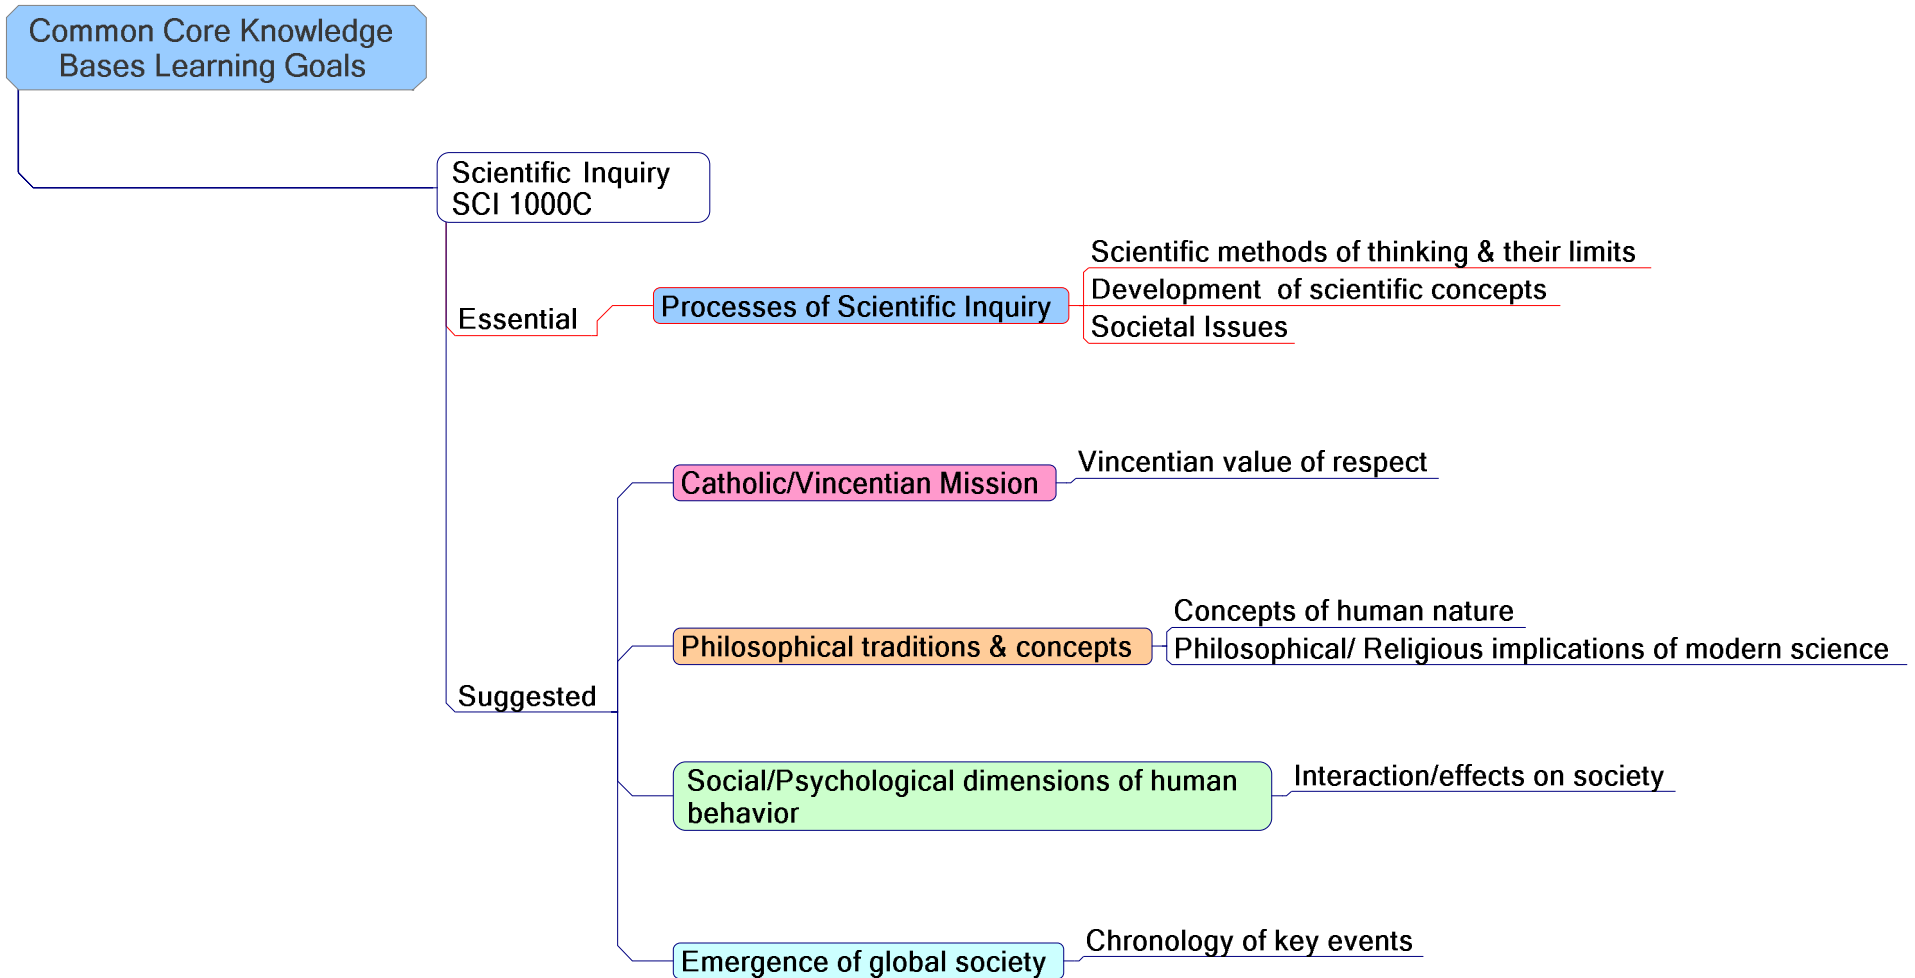 Common Core Knowledge
Bases Learning Goals
Scientific Inquiry
SCI 1000C
Essential
Processes of Scientific Inquiry
Scientific methods of thinking & their limits
Development of scientific concepts
Societal Issues
Suggested
Catholic/Vincentian Mission
Vincentian value of respect
Philosophical traditions & concepts
Concepts of human nature
Philosophical/ Religious implications of modern science
Social/Psychological dimensions of human
behavior
Interaction/effects on society
Emergence of global society
Chronology of key events